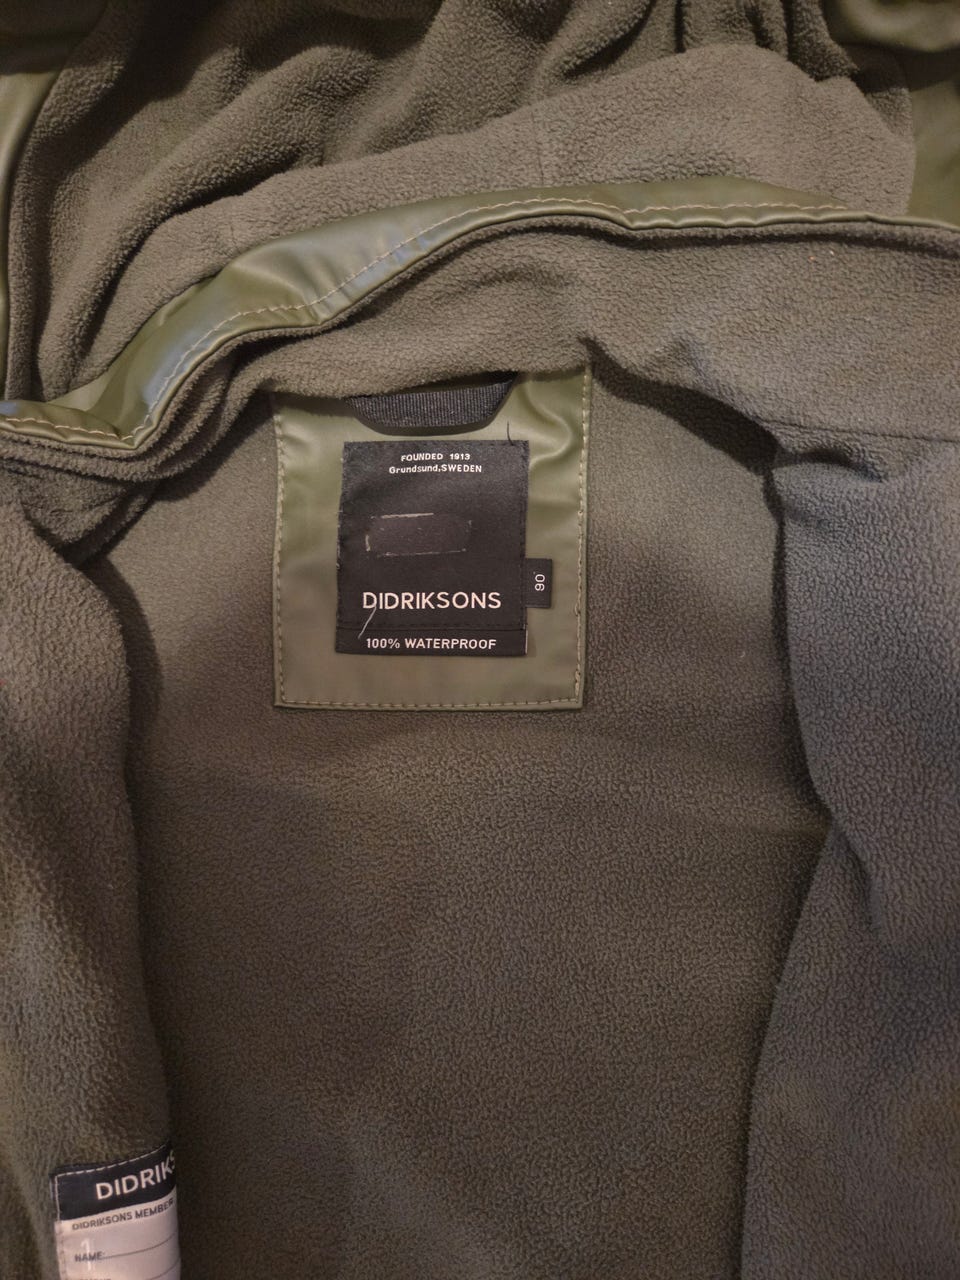 FOUNDED 1913
Grundsund,SWEDEN
DIDRIKSONS
90
100% WATERPROOF
DIDRIKS
DIDRIKSONS MEMBER
NAME: